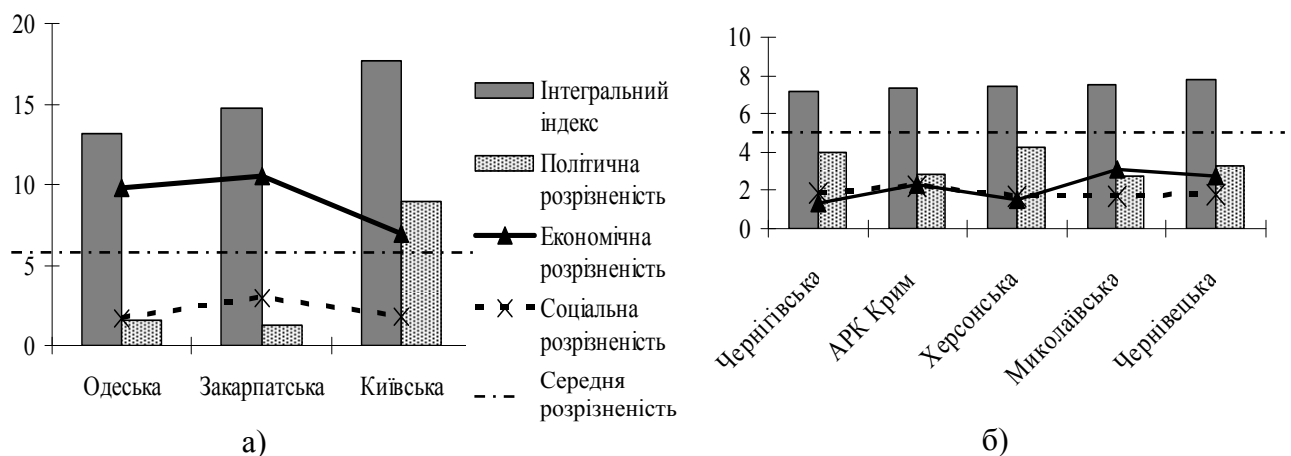 20
15
10
5
0
Одеська
Закарпатська
Київська
а)
Інтегральний
індекс
Політична
розрізненість
Економічна
розрізненість
Соціальна
розрізненість
Середня
розрізненість
10
8
6
4
2
0
Чернігівська
АРК Крим
Херсонська
Миколаївська
Чернівецька
б)